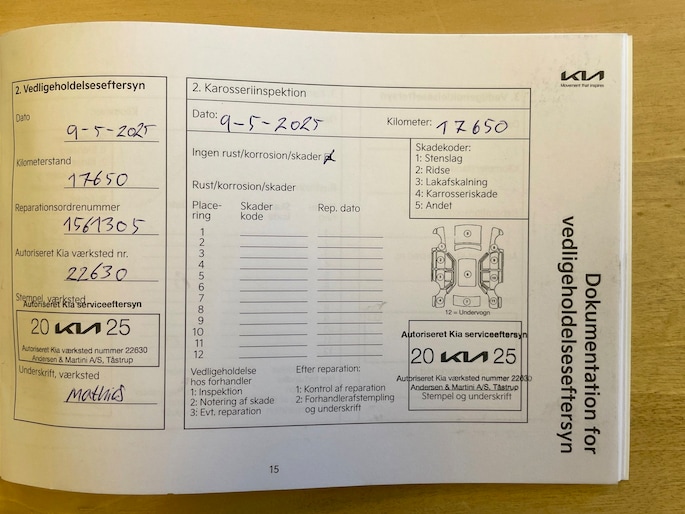 2. Vedligeholdelseseftersyn
Dato
9-5-2025
Kilometerstand
17650
Reparationsordrenummer
1561305
Autoriseret Kia værksted nr.
22630
Stempel, værksted
Autoriseret Kia serviceeftersyn
20 KIA 25
Autoriseret Kia værksted nummer 22630
Andersen & Martini A/S, Tåstrup
Underskrift, værksted
Mathias
2. Karosseriinspektion
Dato: 9-5-2025 Kilometer: 17650
Ingen rust/korrosion/skader
Rust/korrosion/skader
Skadekoder:
1: Stenslag
2: Ridse
3: Lakafskalning
4: Karosseriskade
5: Andet
Place-
ring
Skader
kode
Rep. dato
1
2
3
4
5
6
7
8
9
10
11
12
12 = Undervogn
Vedligeholdelse
hos forhandler
1: Inspektion
2: Notering af skade
3: Evt. reparation
Efter reparation:
1: Kontrol af reparation
2: Forhandlerafstempling
og underskrift
Autoriseret Kia serviceeftersyn
20 KIA 25
Autoriseret Kia værksted nummer 22630
Andersen & Martini A/S, Tåstrup
Stempel og underskrift
15
KIA
Movement that inspires
Dokumentation for
vedligeholdelseseftersyn